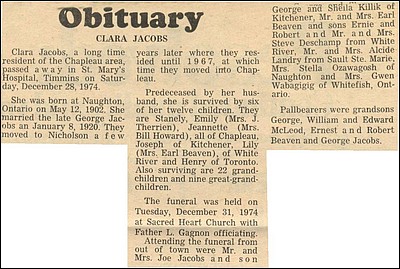 Obituary
CLARA JACOBS
Clara Jacobs, a long time
resident of the Chapleau area,
passed away in St. Mary's
Hospital, Timmins on Satur-
day, December 28, 1974.
She was born at Naughton,
Ontario on May 12, 1902. She
married the late George Jac-
obs an January 8, 1920. They
moved to Nicholson a few
years later where they res-
ided until 1967, at which
time they moved into Chap-
leau.
Predeceased by her hus-
band, she is survived by six
of her twelve children. They
are Stanely, Emily (Mrs. J.
Therrien), Jeannette (Mrs.
Bill Howard), all of Chapleau,
Joseph of Kitchener, Lily
(Mrs. Earl Beaven), of White
River and Henry of Toronto.
Also surviving are 22 grand-
children and nine great-grand-
children.
The funeral was held on
Tuesday, December 31, 1974
at Sacred Heart Church with
Father L. Gagnon officiating.
Attending the funeral from
out of town were Mr. and
Mrs. Joe Jacobs and son
George and Sheila Killik of
Kitchener, Mr. and Mrs. Earl
Beaven and sons Ernie and
Robert and Mr. and Mrs.
Steve Deschamp from White
River, Mr. and Mrs. Alcide
Landry from Sault Ste. Marie,
Mrs. Stella Ozawagosh of
Naughton and Mrs. Gwen
Wabagigig of Whitefish, Ont-
ario.
Pallbearers were grandsons
George, William and Edward
McLeod, Ernest and Robert
Beaven and George Jacobs.